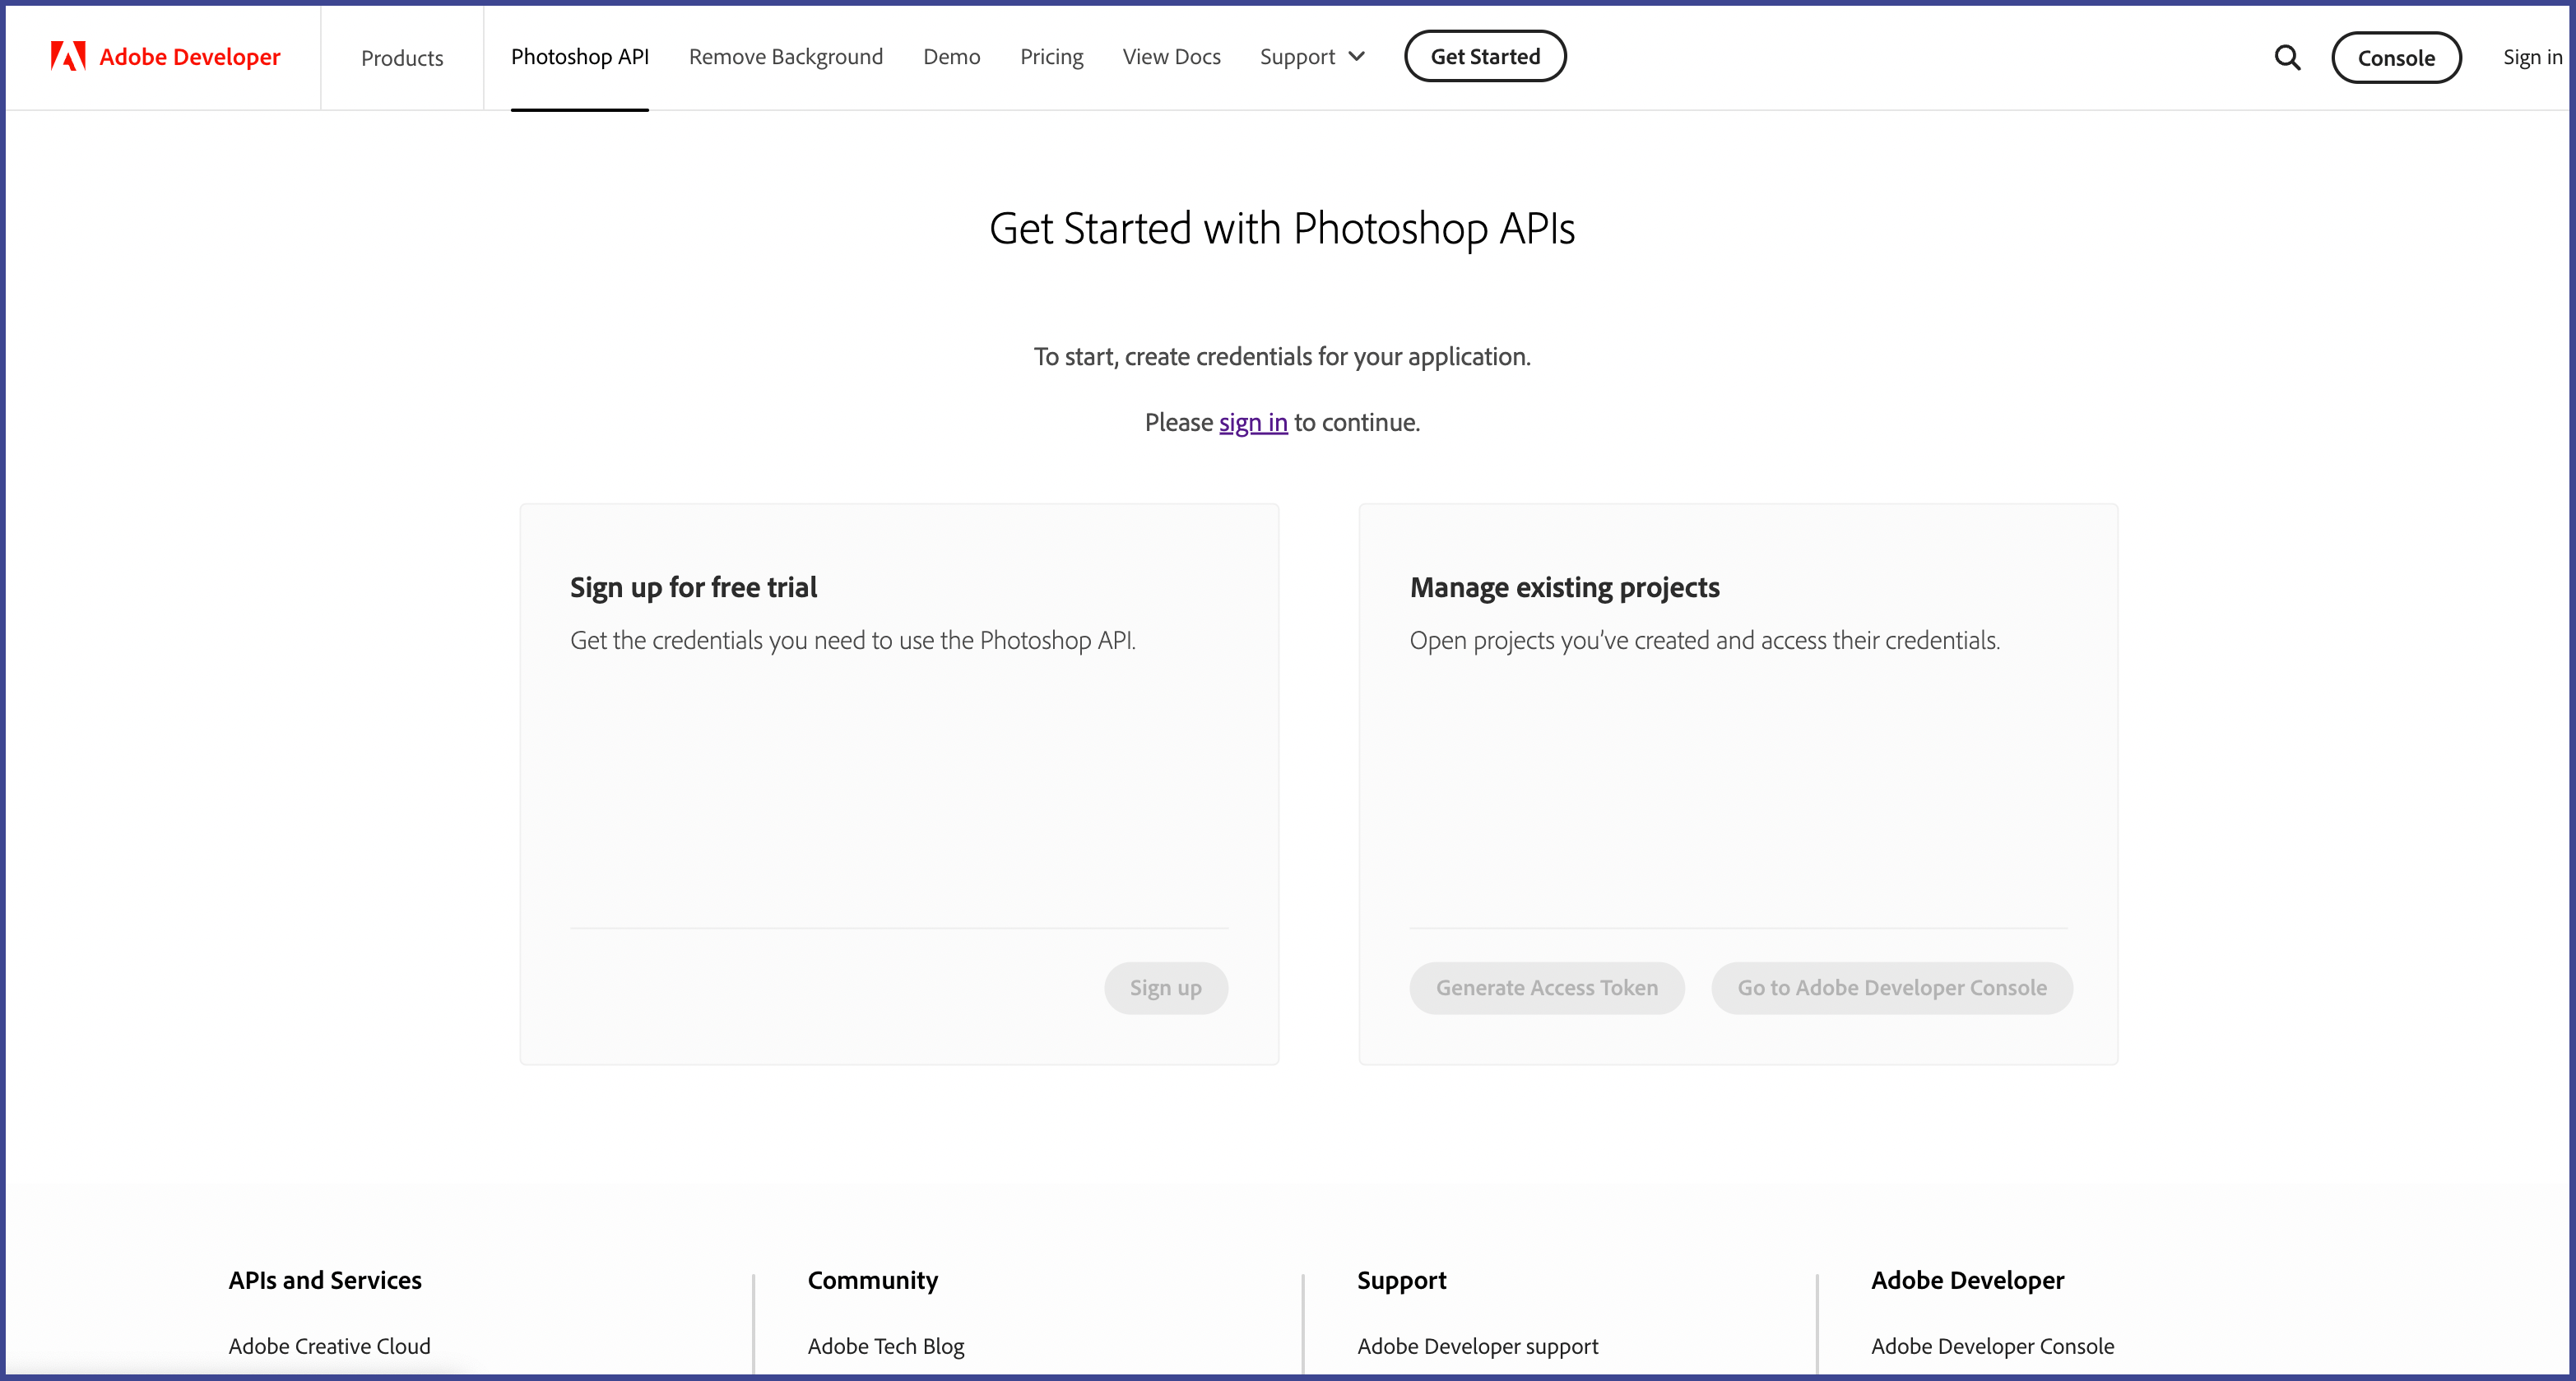 Adobe Developer
Products
Photoshop API
Remove Background
Demo
Pricing
View Docs
Support
Get Started
Console
Sign in
Get Started with Photoshop APIs
To start, create credentials for your application.
Please sign in to continue.
Sign up for free trial
Get the credentials you need to use the Photoshop API.
Sign up
Manage existing projects
Open projects you've created and access their credentials.
Generate Access Token
Go to Adobe Developer Console
APIs and Services
Adobe Creative Cloud
Community
Adobe Tech Blog
Support
Adobe Developer support
Adobe Developer
Adobe Developer Console